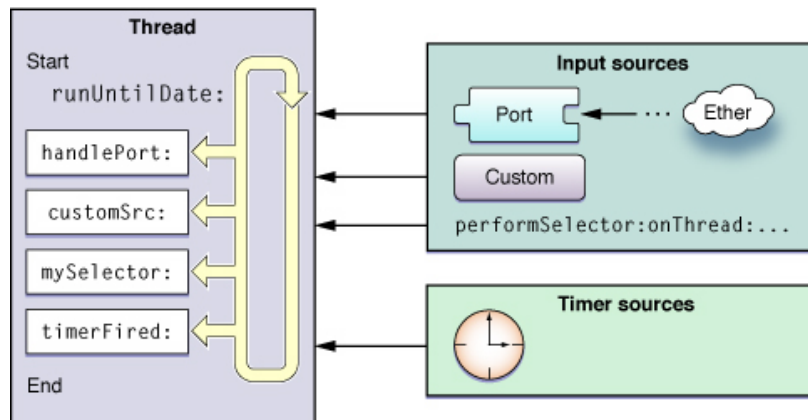 Thread
Start
runUntilDate:
handlePort:
customSrc:
mySelector:
timerFired:
End
Input sources
Port
... Ether
Custom
performSelector:onThread:...
Timer sources